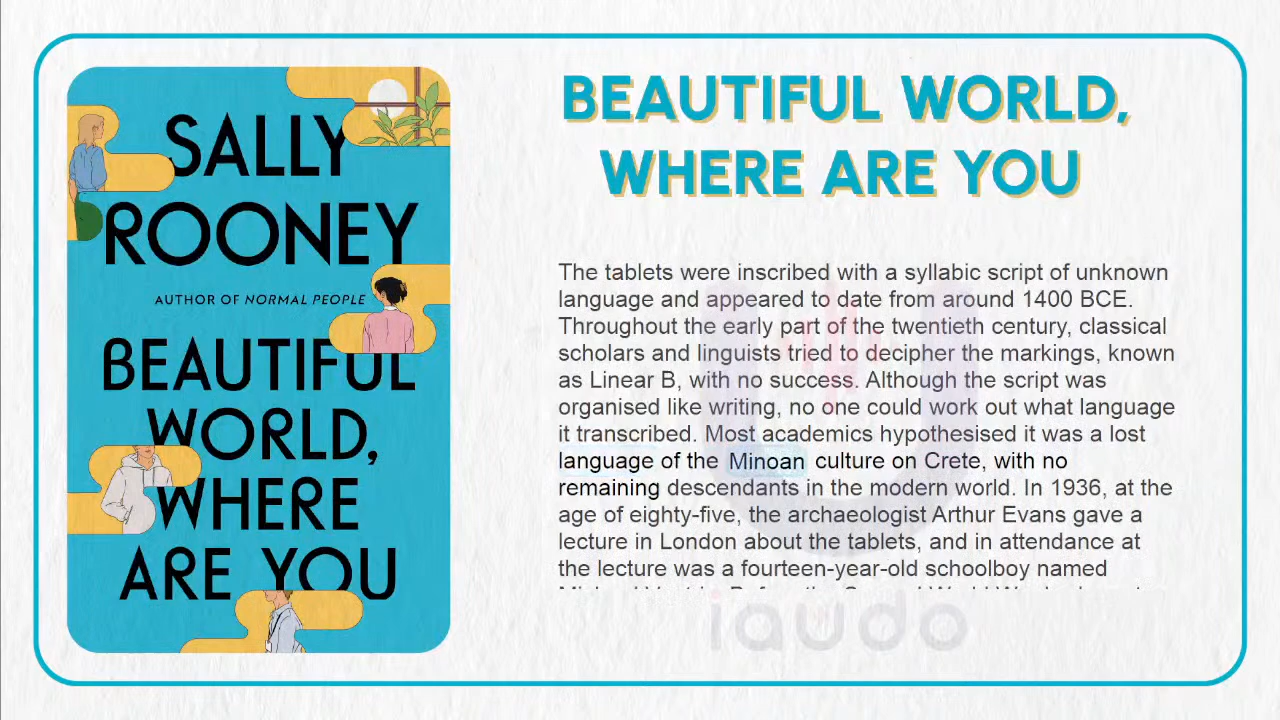 SALLY
ROONEY
AUTHOR OF NORMAL PEOPLE
BEAUTIFUL
WORLD,
WHERE
ARE YOU
BEAUTIFUL WORLD,
WHERE ARE YOU
The tablets were inscribed with a syllabic script of unknown
language and appeared to date from around 1400 BCE.
Throughout the early part of the twentieth century, classical
scholars and linguists tried to decipher the markings, known
as Linear B, with no success. Although the script was
organised like writing, no one could work out what language
it transcribed. Most academics hypothesised it was a lost
language of the Minoan culture on Crete, with no
remaining descendants in the modern world. In 1936, at the
age of eighty-five, the archaeologist Arthur Evans gave a
lecture in London about the tablets, and in attendance at
the lecture was a fourteen-year-old schoolboy named
iaudo